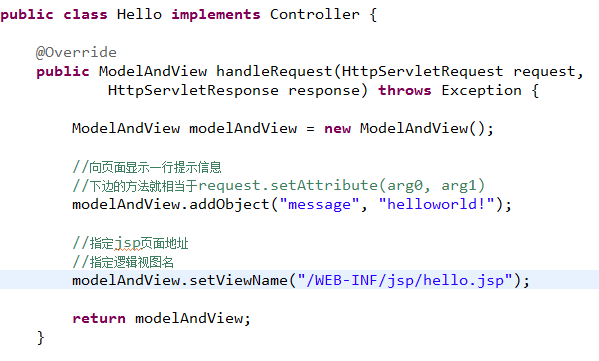 public class Hello implements Controller {
@Override
public ModelAndView handleRequest(HttpServletRequest request,
HttpServletResponse response) throws Exception {
ModelAndView modelAndView = new ModelAndView();
//向页面显示一行提示信息
//下边的方法就相当于request.setAttribute(arg0, arg1)
modelAndView.addObject("message", "helloworld!");
//指定jsp页面地址
//指定逻辑视图名
modelAndView.setViewName("/WEB-INF/jsp/hello.jsp");
return modelAndView;
}